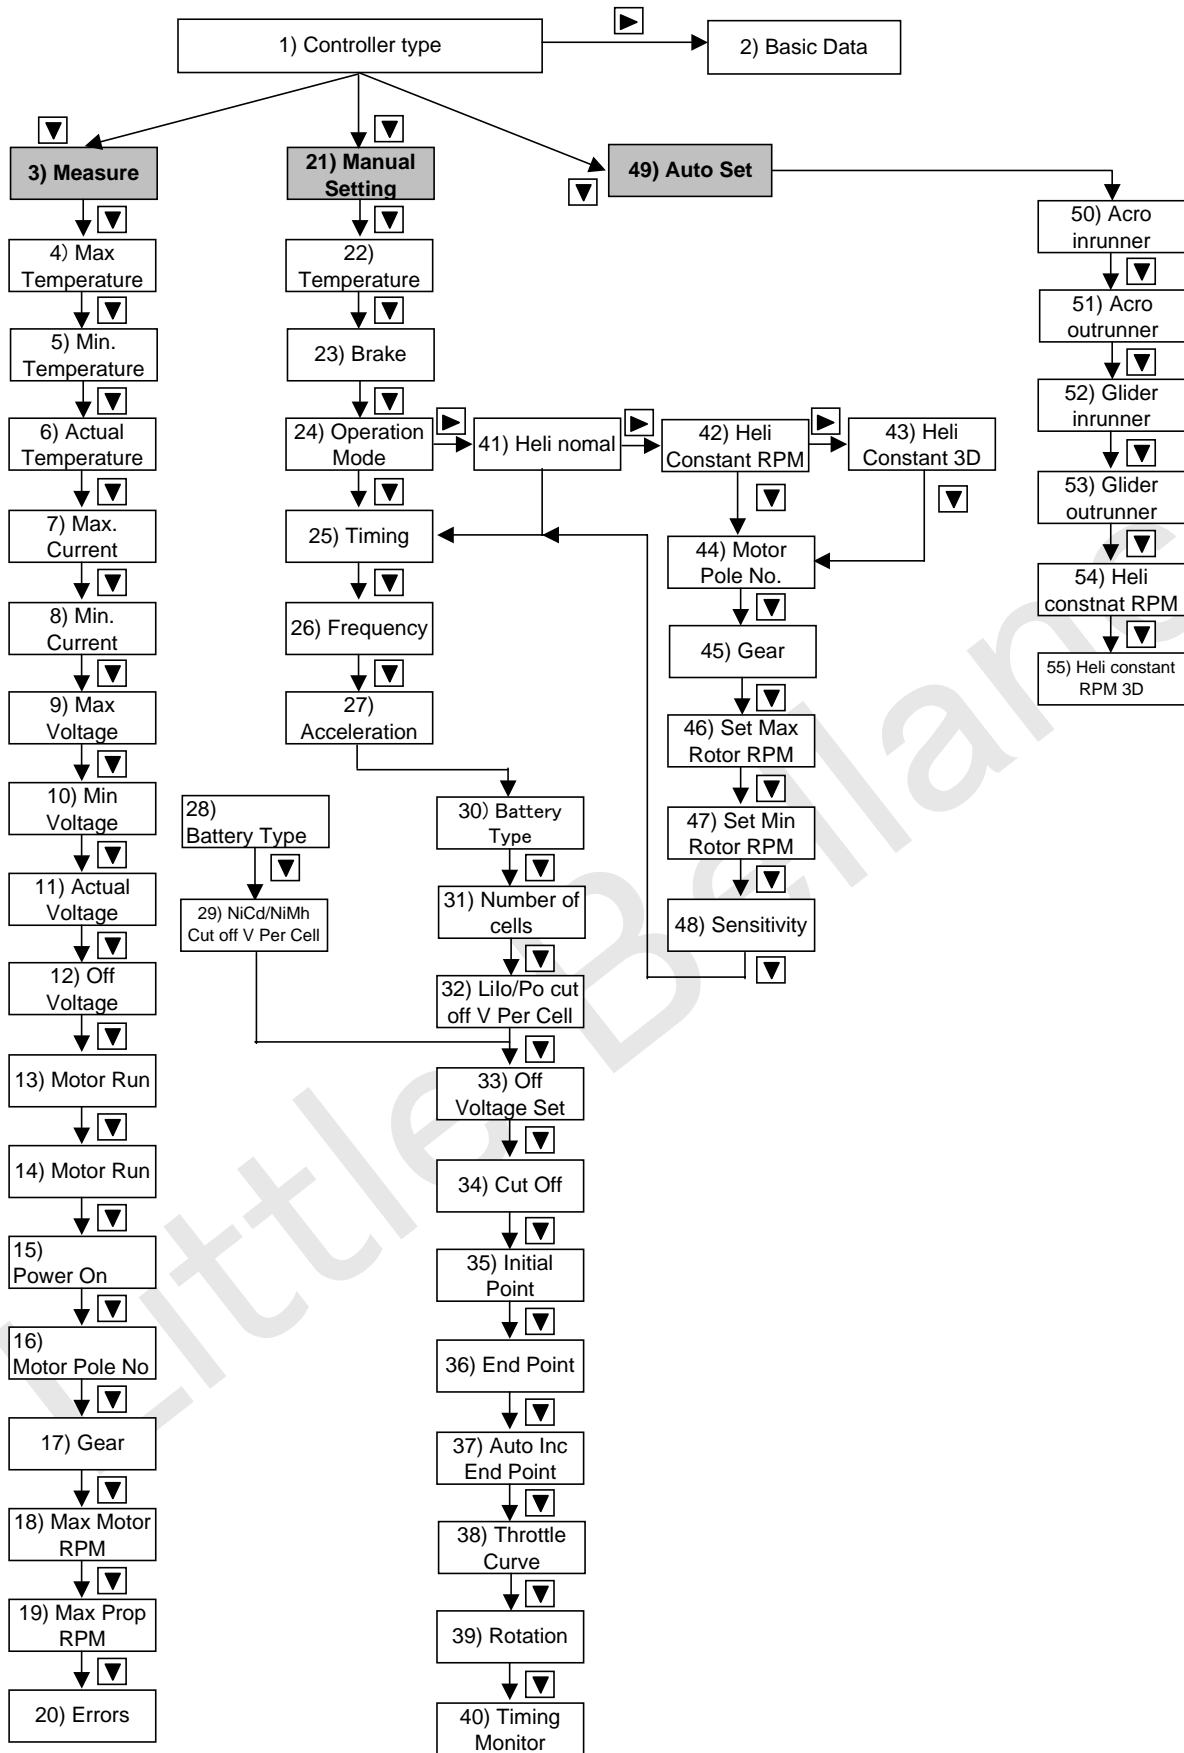 1) Controller type
2) Basic Data
3) Measure
4) Max
Temperature
5) Min.
Temperature
6) Actual
Temperature
7) Max.
Current
8) Min.
Current
9) Max
Voltage
10) Min
Voltage
11) Actual
Voltage
12) Off
Voltage
13) Motor Run
14) Motor Run
15)
Power On
16)
Motor Pole No
17) Gear
18) Max Motor
RPM
19) Max Prop
RPM
20) Errors
21) Manual
Setting
22)
Temperature
23) Brake
24) Operation
Mode
25) Timing
26) Frequency
27)
Acceleration
28)
Battery Type
29) NiCd/NiMh
Cut off V Per Cell
30) Battery
Type
31) Number of
cells
32) LiIo/Po cut
off V Per Cell
33) Off
Voltage Set
34) Cut Off
35) Initial
Point
36) End Point
37) Auto Inc
End Point
38) Throttle
Curve
39) Rotation
40) Timing
Monitor
41) Heli nomal
42) Heli
Constant RPM
43) Heli
Constant 3D
44) Motor
Pole No.
45) Gear
46) Set Max
Rotor RPM
47) Set Min
Rotor RPM
48) Sensitivity
49) Auto Set
50) Acro
inrunner
51) Acro
outrunner
52) Glider
inrunner
53) Glider
outrunner
54) Heli
constnat RPM
55) Heli constant
RPM 3D
Little Bellanc